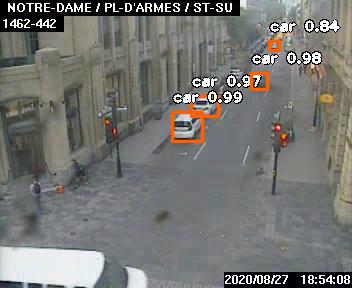 NOTRE-DAME / PL-D'ARMES / ST-SU
1462-442
car 0.84
car 0.98
car 0.97
car 0.99
2020/08/27 18:54:08